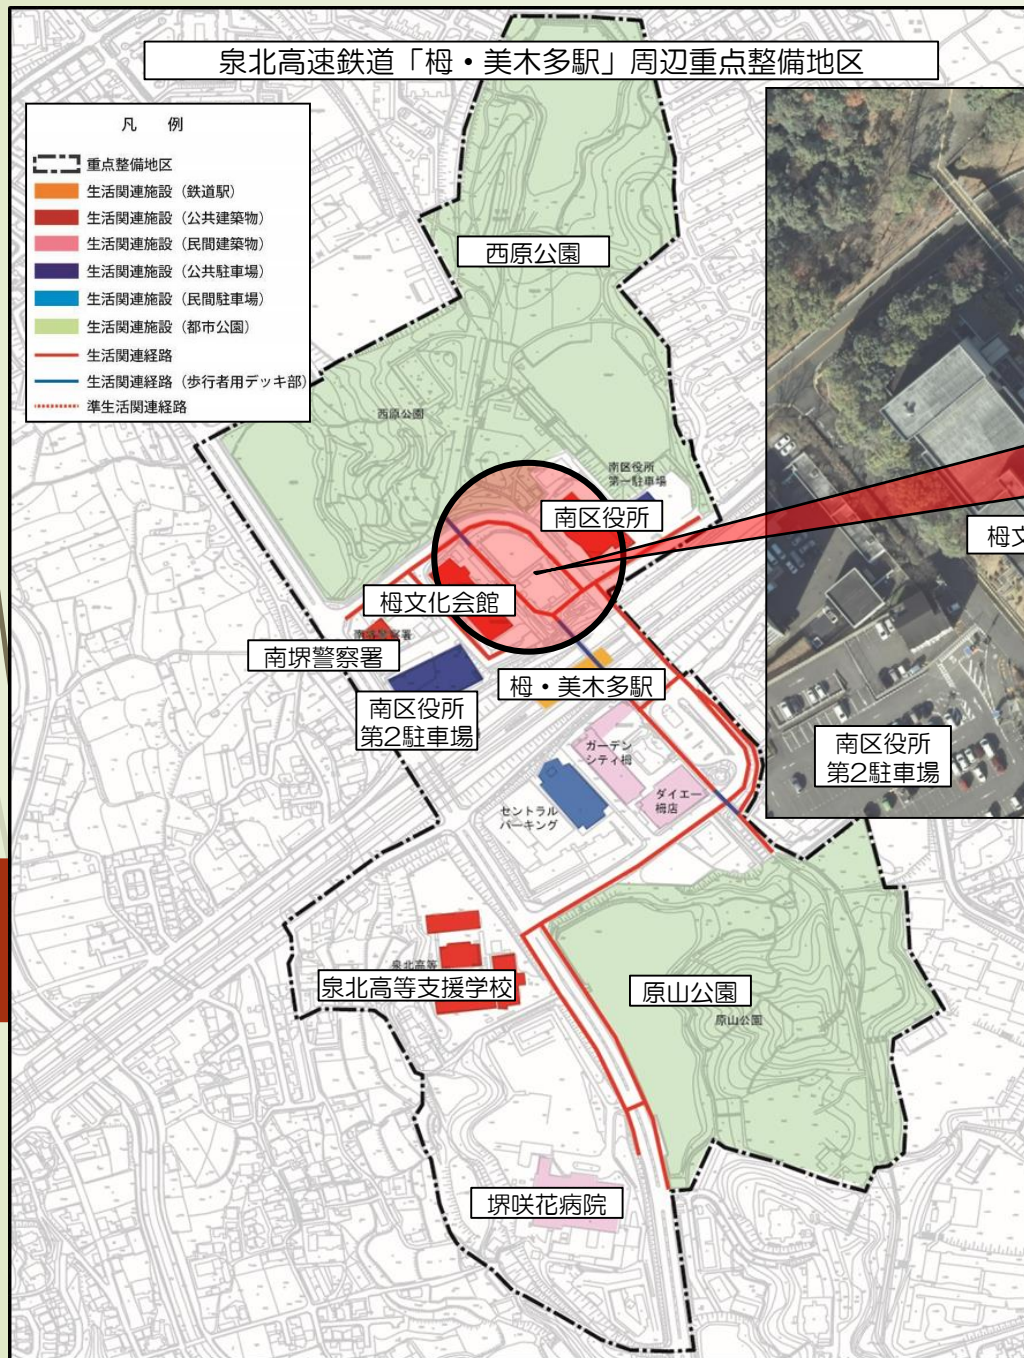 泉北高速鉄道「栂・美木多駅」周辺重点整備地区
凡 例
重点整備地区
生活関連施設（鉄道駅）
生活関連施設（公共建築物）
生活関連施設（民間建築物）
生活関連施設（公共駐車場）
生活関連施設（民間駐車場）
生活関連施設（都市公園）
生活関連経路
生活関連経路（歩行者用デッキ部）
準生活関連経路
西原公園
西原公園
南区役所
第一駐車場
南区役所
栂文化会館
南堺警察署
南区役所
第2駐車場
栂・美木多駅
ガーデン
シティ栂
ダイエー
栂店
セントラル
パーキング
泉北高等
泉北高等支援学校
原山公園
原山公園
堺咲花病院
栂文
南区役所
第2駐車場